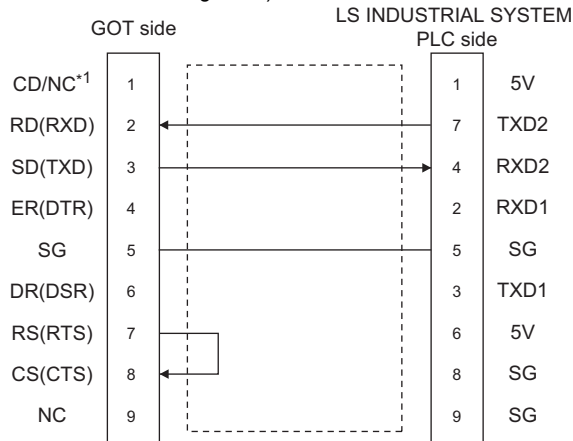 GOT side
LS INDUSTRIAL SYSTEM
PLC side
CD/NC*1 1 1 5V
RD(RXD) 2 7 TXD2
SD(TXD) 3 4 RXD2
ER(DTR) 4 2 RXD1
SG 5 5 SG
DR(DSR) 6 3 TXD1
RS(RTS) 7 6 5V
CS(CTS) 8 8 SG
NC 9 9 SG